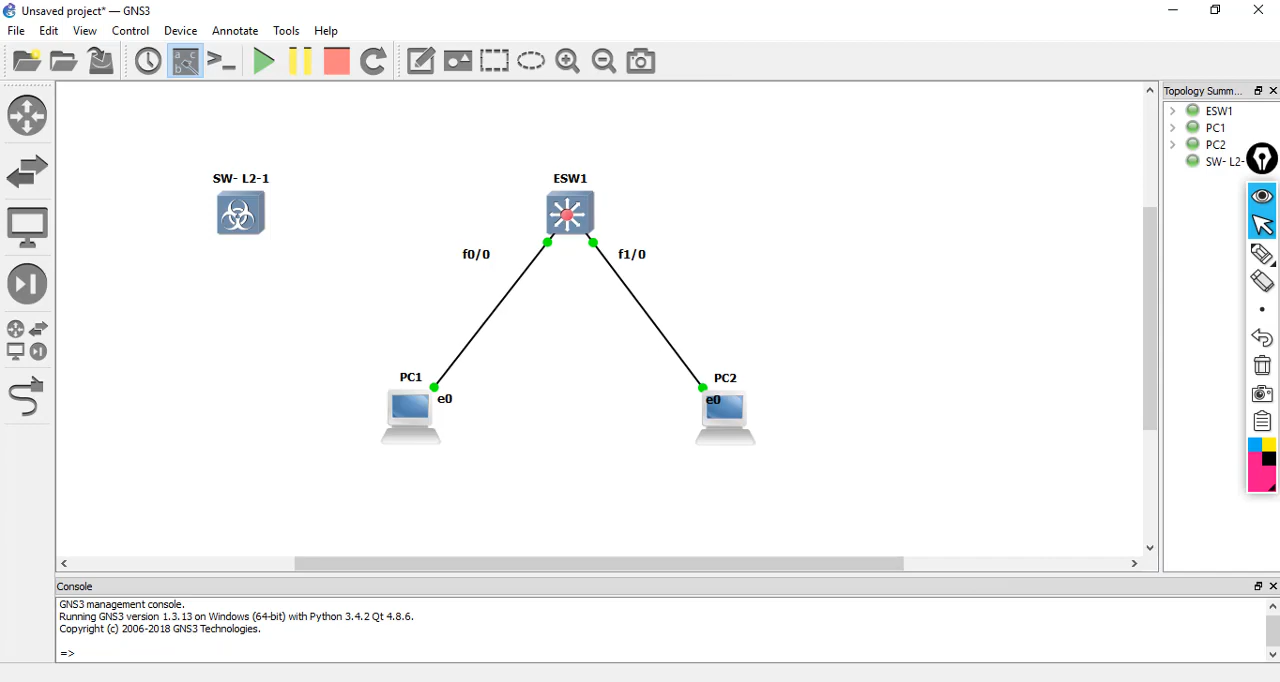 Unsaved project* — GNS3
File Edit View Control Device Annotate Tools Help
Topology Summ...
ESW1
PC1
PC2
SW- L2-
SW- L2-1
ESW1
f0/0
f1/0
PC1
PC2
e0
e0
Console
GNS3 management console.
Running GNS3 version 1.3.13 on Windows (64-bit) with Python 3.4.2 Qt 4.8.6.
Copyright (c) 2006-2018 GNS3 Technologies.
=>